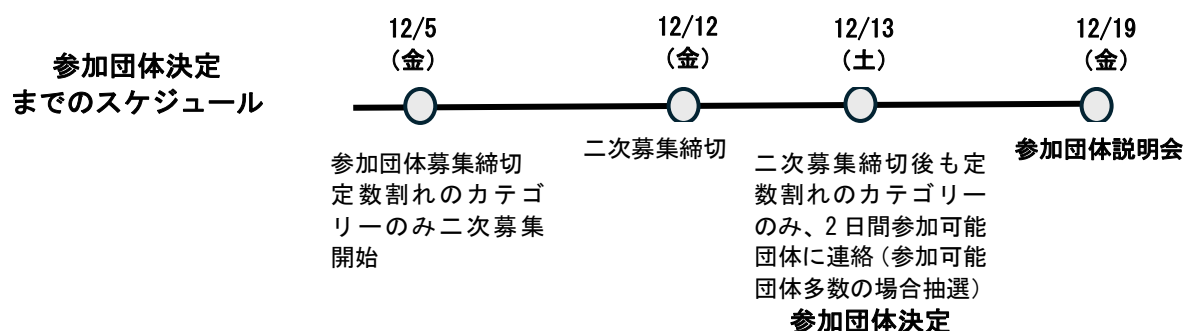 参加団体決定
までのスケジュール
12/5
(金)
12/12
(金)
12/13
(土)
12/19
(金)
参加団体募集締切
定数割れのカテゴ
リーのみ二次募集
開始
二次募集締切
二次募集締切後も定
数割れのカテゴリー
のみ、2日間参加可能
団体に連絡(参加可能
団体多数の場合抽選)
参加団体決定
参加団体説明会